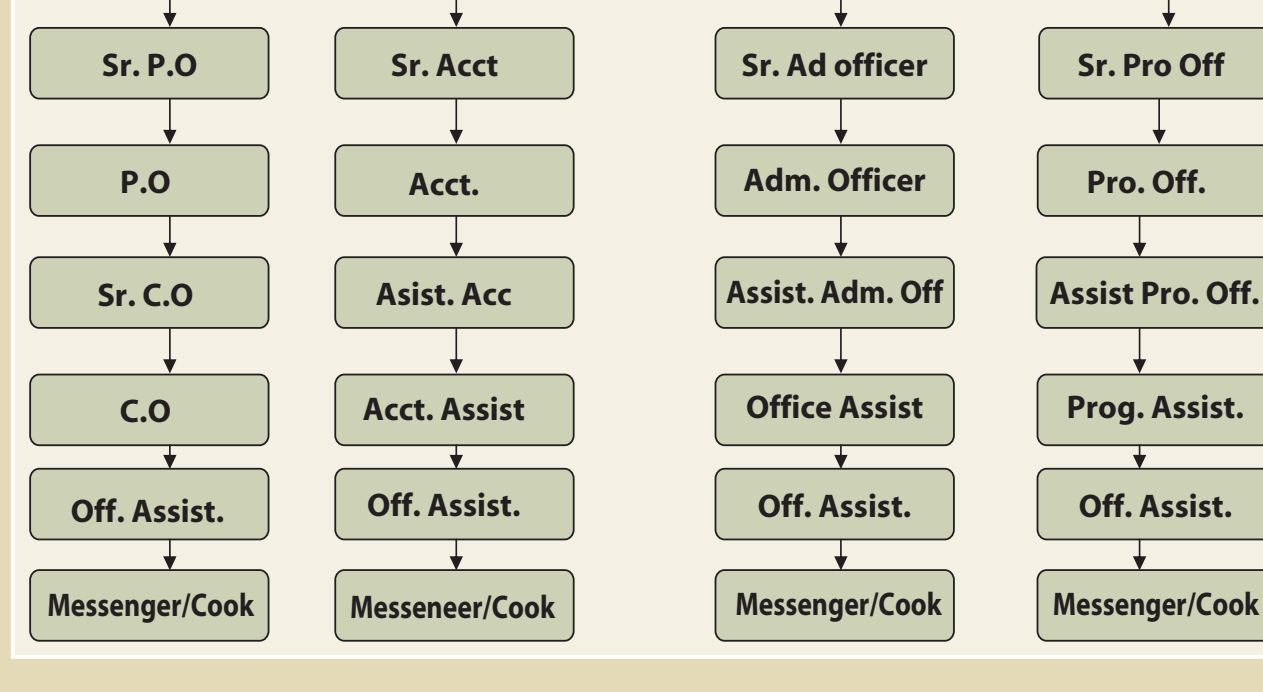 Sr. P.O
Sr. Acct
Sr. Ad officer
Sr. Pro Off
P.O
Acct.
Adm. Officer
Pro. Off.
Sr. C.O
Asist. Acc
Assist. Adm. Off
Assist Pro. Off.
C.O
Acct. Assist
Office Assist
Prog. Assist.
Off. Assist.
Off. Assist.
Off. Assist.
Off. Assist.
Messenger/Cook
Messeneer/Cook
Messenger/Cook
Messenger/Cook